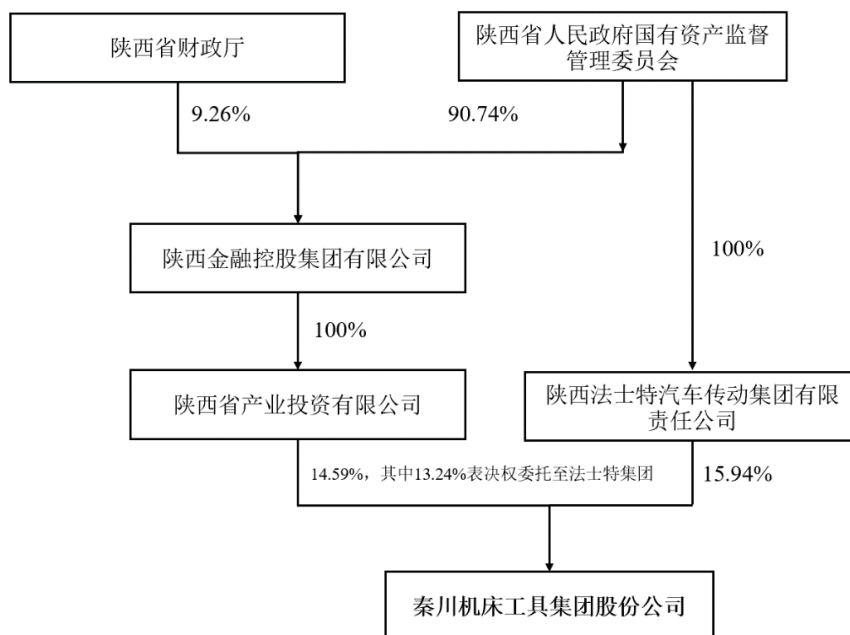 陕西省财政厅
陕西省人民政府国有资产监督
管理委员会
9.26%
90.74%
陕西金融控股集团有限公司
100%
100%
陕西省产业投资有限公司
陕西法士特汽车传动集团有限
责任公司
14.59%，其中13.24%表决权委托至法士特集团
15.94%
秦川机床工具集团股份公司